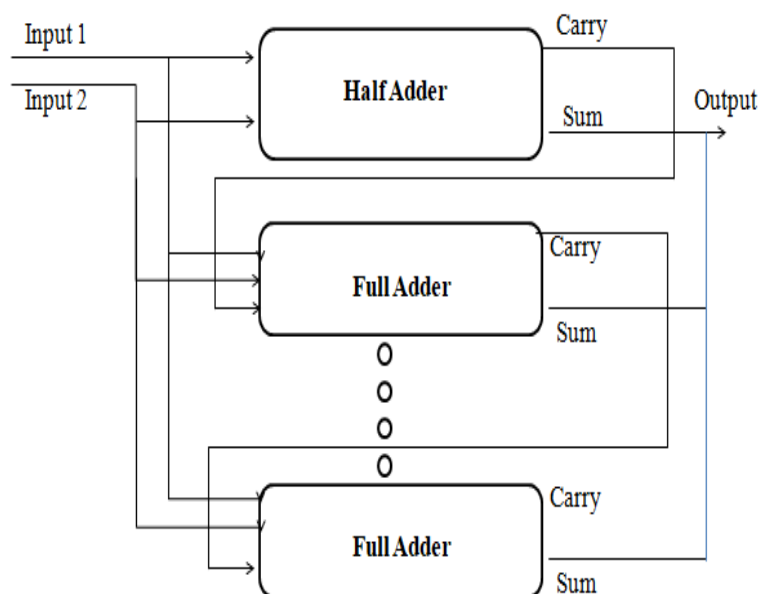 Input 1
Carry
Half Adder
Input 2
Sum
Output
Carry
Full Adder
Sum
Carry
Full Adder
Sum